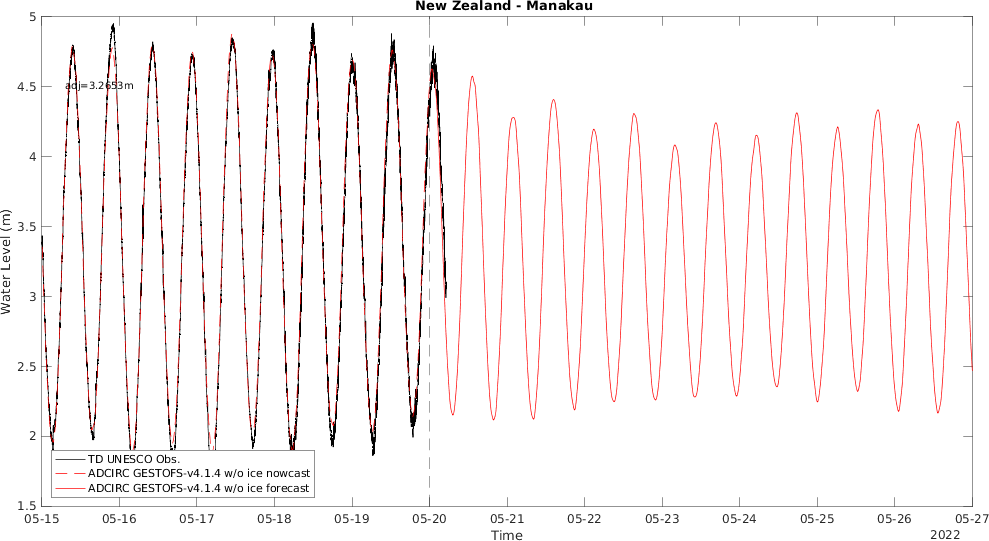 New Zealand - Manakau
Water Level (m)
5
4.5
4
3.5
3
2.5
2
1.5
adj=3.2653m
TD UNESCO Obs.
ADCIRC GESTOFS-v4.1.4 w/o ice nowcast
ADCIRC GESTOFS-v4.1.4 w/o ice forecast
05-15 05-16 05-17 05-18 05-19 05-20 05-21 05-22 05-23 05-24 05-25 05-26 05-27
Time
2022